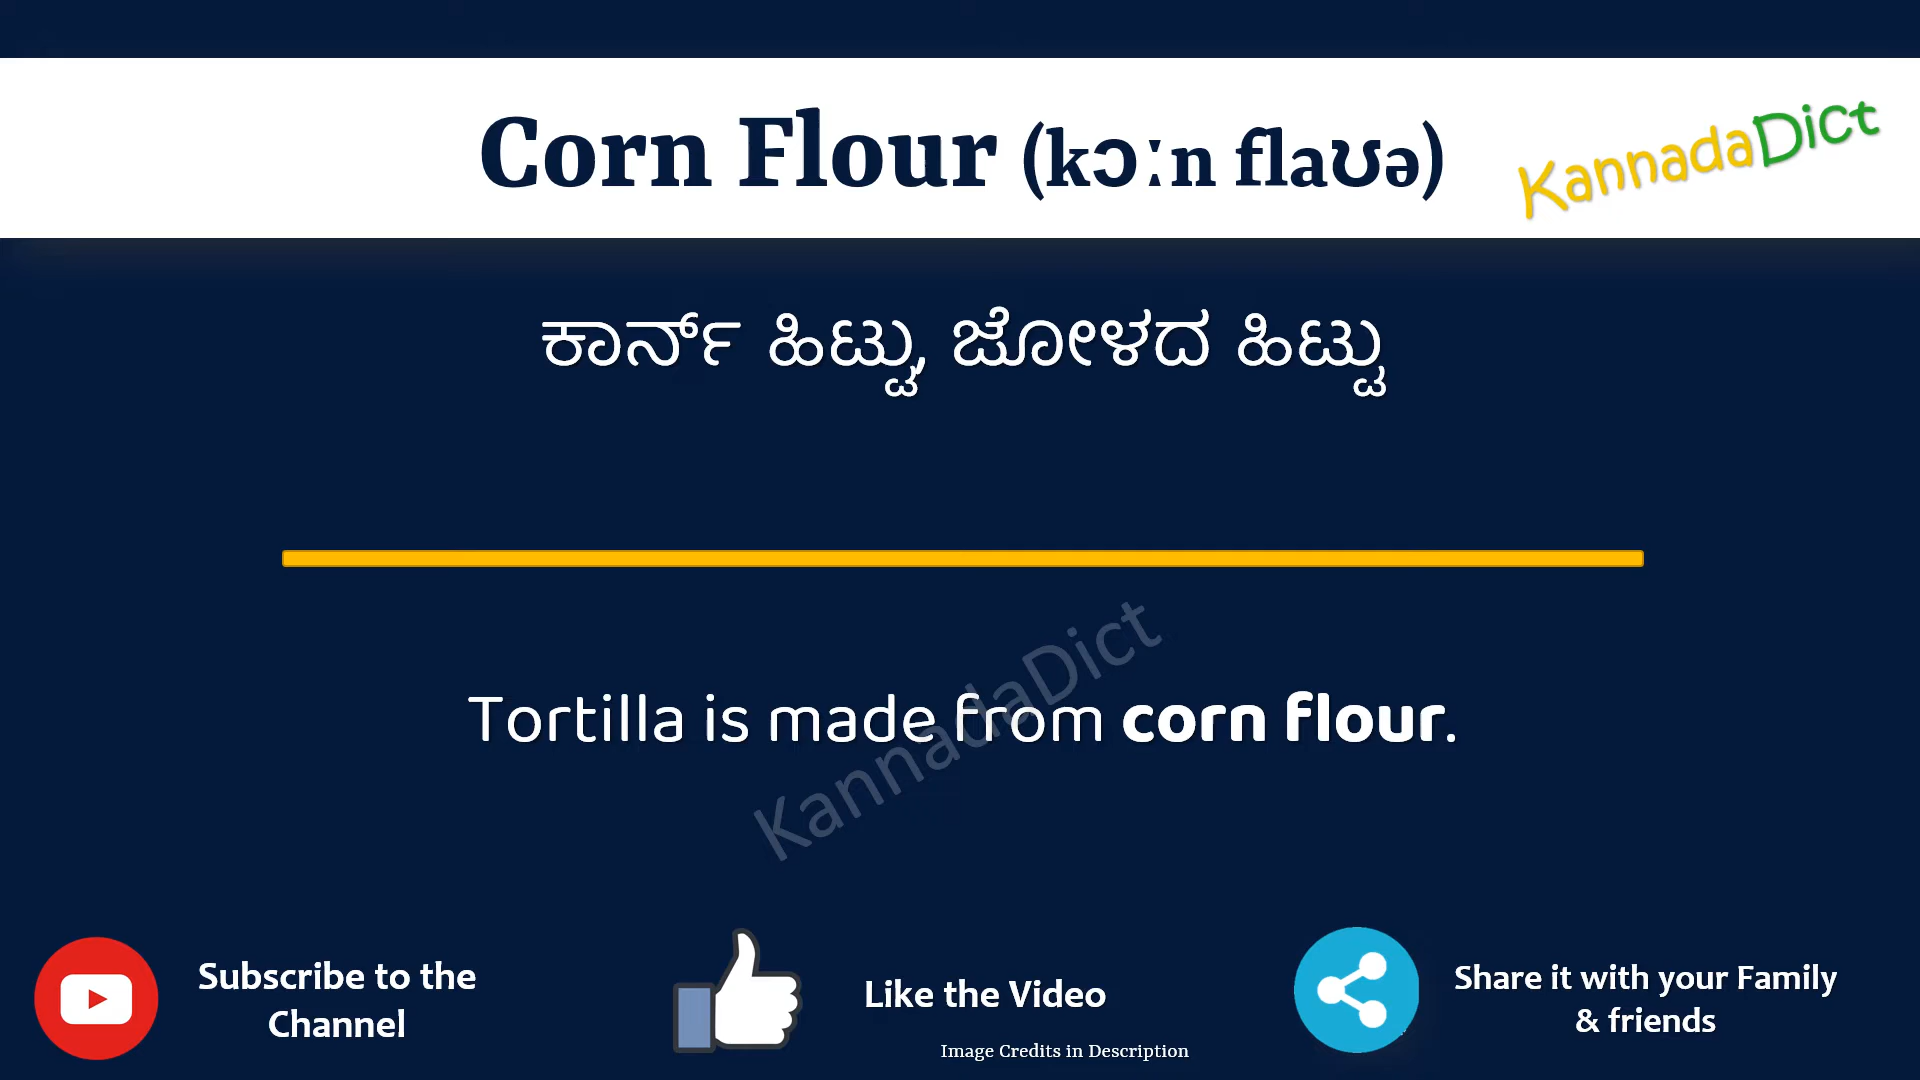 Corn Flour (kɔːn flaʊə)
KannadaDict
ಕಾರ್ನ್ ಹಿಟ್ಟು, ಜೋಳದ ಹಿಟ್ಟು
Tortilla is made from corn flour.
KannadaDict
Subscribe to the
Channel
Like the Video
Share it with your Family
& friends
Image Credits in Description